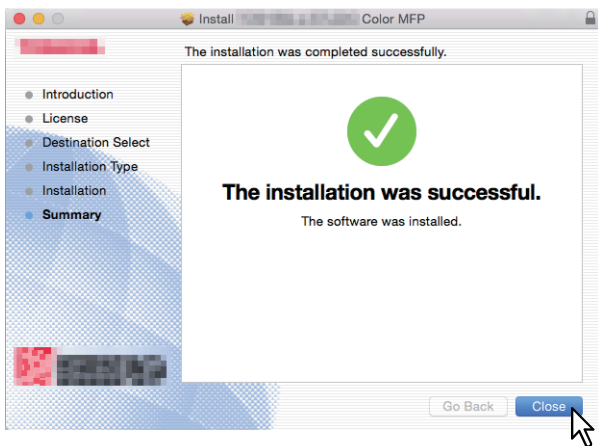 Install Color MFP
The installation was completed successfully.
Introduction
License
Destination Select
Installation Type
Installation
Summary
The installation was successful.
The software was installed.
Go Back
Close